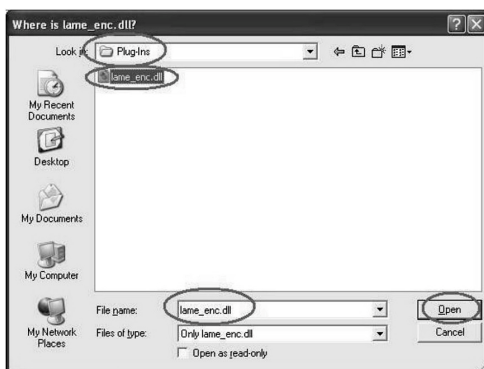 Where is lame_enc.dll?
Look in:
Plug-Ins
lame_enc.dll
My Recent
Documents
Desktop
My Documents
My Computer
My Network
Places
File name:
lame_enc.dll
Open
Files of type:
Only lame_enc.dll
Cancel
Open as read-only